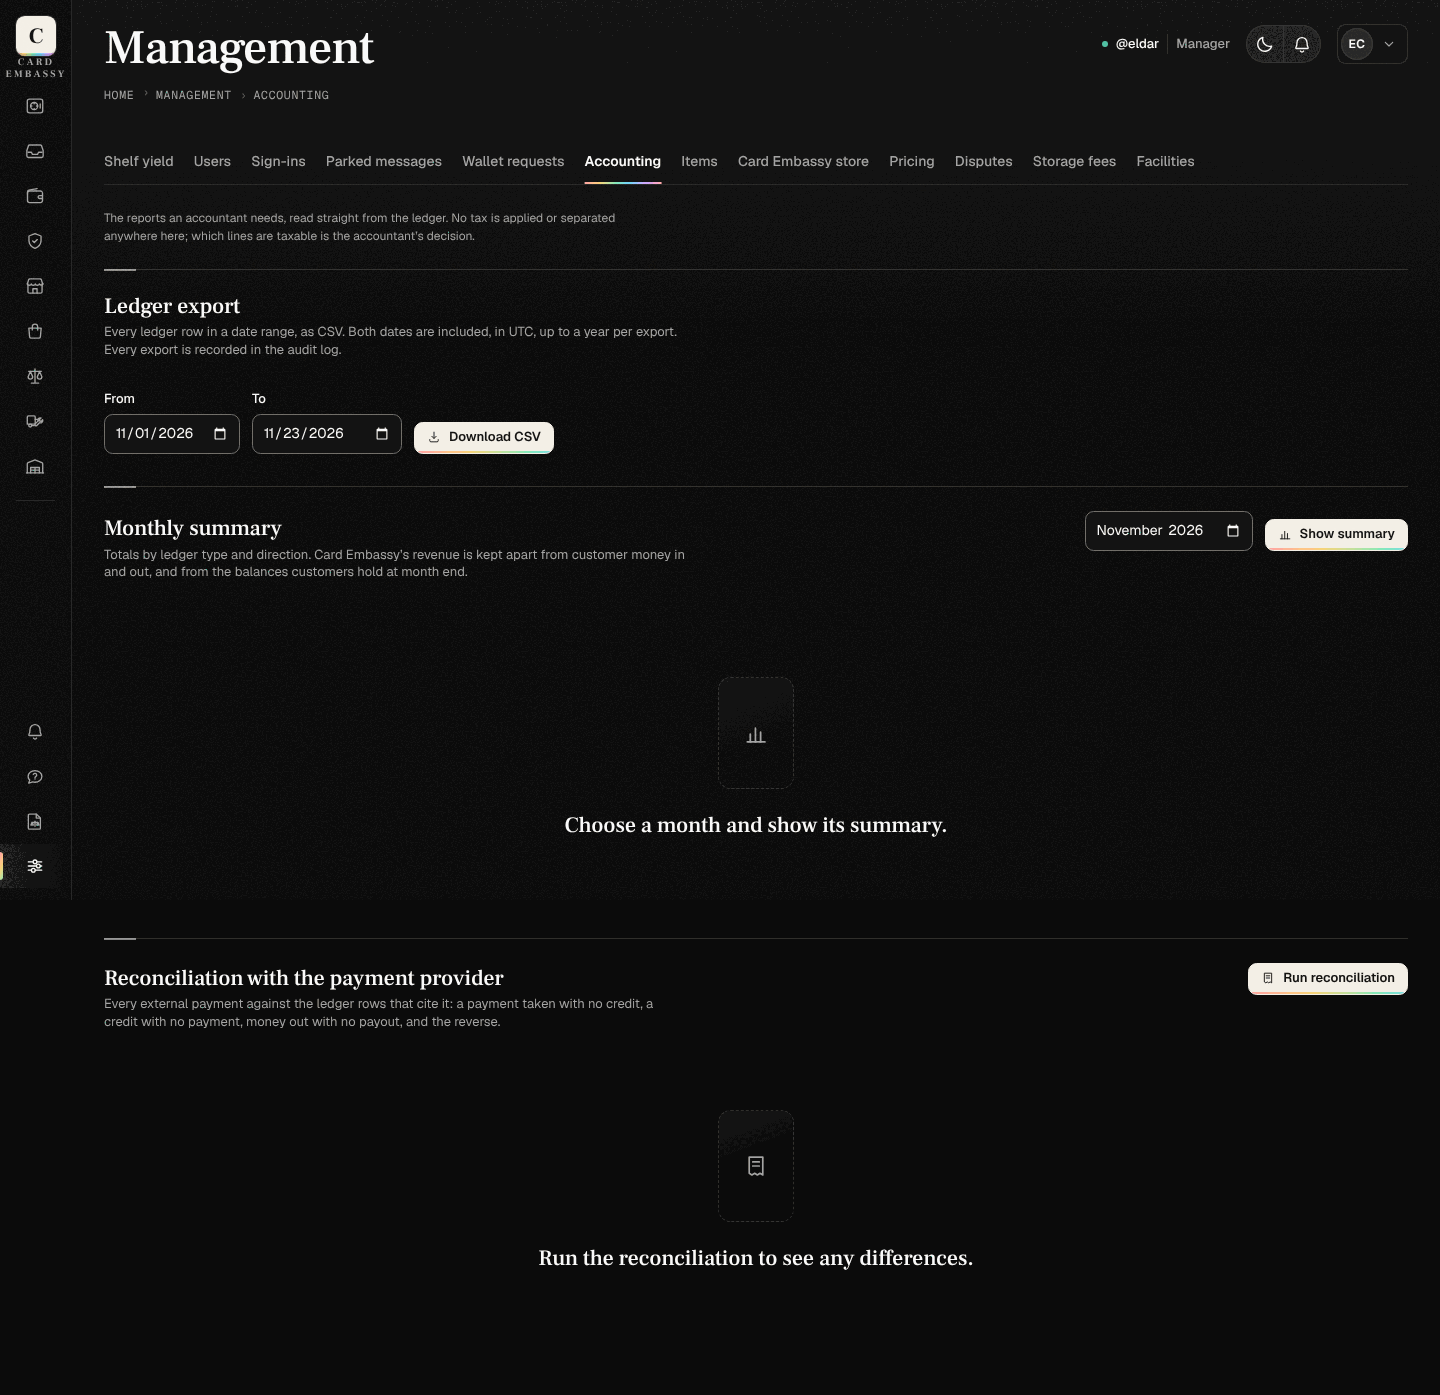 C
CARD
EMBASSY
Management
@eldar
Manager
EC
HOME › MANAGEMENT › ACCOUNTING
Shelf yield Users Sign-ins Parked messages Wallet requests Accounting Items Card Embassy store Pricing Disputes Storage fees Facilities
The reports an accountant needs, read straight from the ledger. No tax is applied or separated
anywhere here; which lines are taxable is the accountant's decision.
Ledger export
Every ledger row in a date range, as CSV. Both dates are included, in UTC, up to a year per export.
Every export is recorded in the audit log.
From To
11/01/2026 11/23/2026 Download CSV
Monthly summary
November 2026 Show summary
Totals by ledger type and direction. Card Embassy's revenue is kept apart from customer money in
and out, and from the balances customers hold at month end.
Choose a month and show its summary.
Reconciliation with the payment provider
Run reconciliation
Every external payment against the ledger rows that cite it: a payment taken with no credit, a
credit with no payment, money out with no payout, and the reverse.
Run the reconciliation to see any differences.